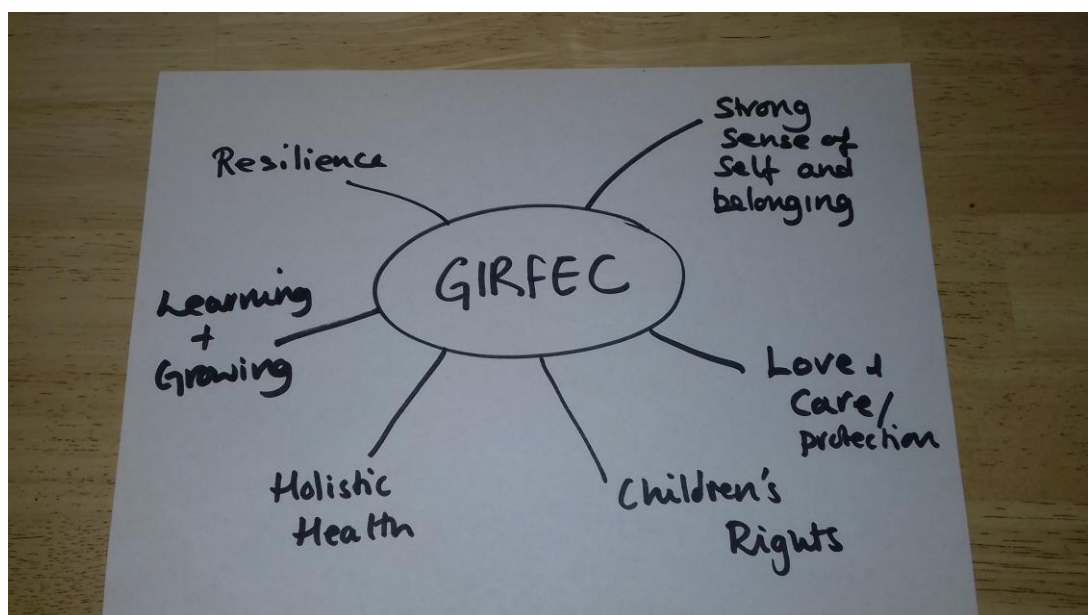 Resilience
Strong
Sense of
Self and
belonging
GIRFEC
Learning
+
Growing
Love &
Care/
protection
Holistic
Health
Children's
Rights